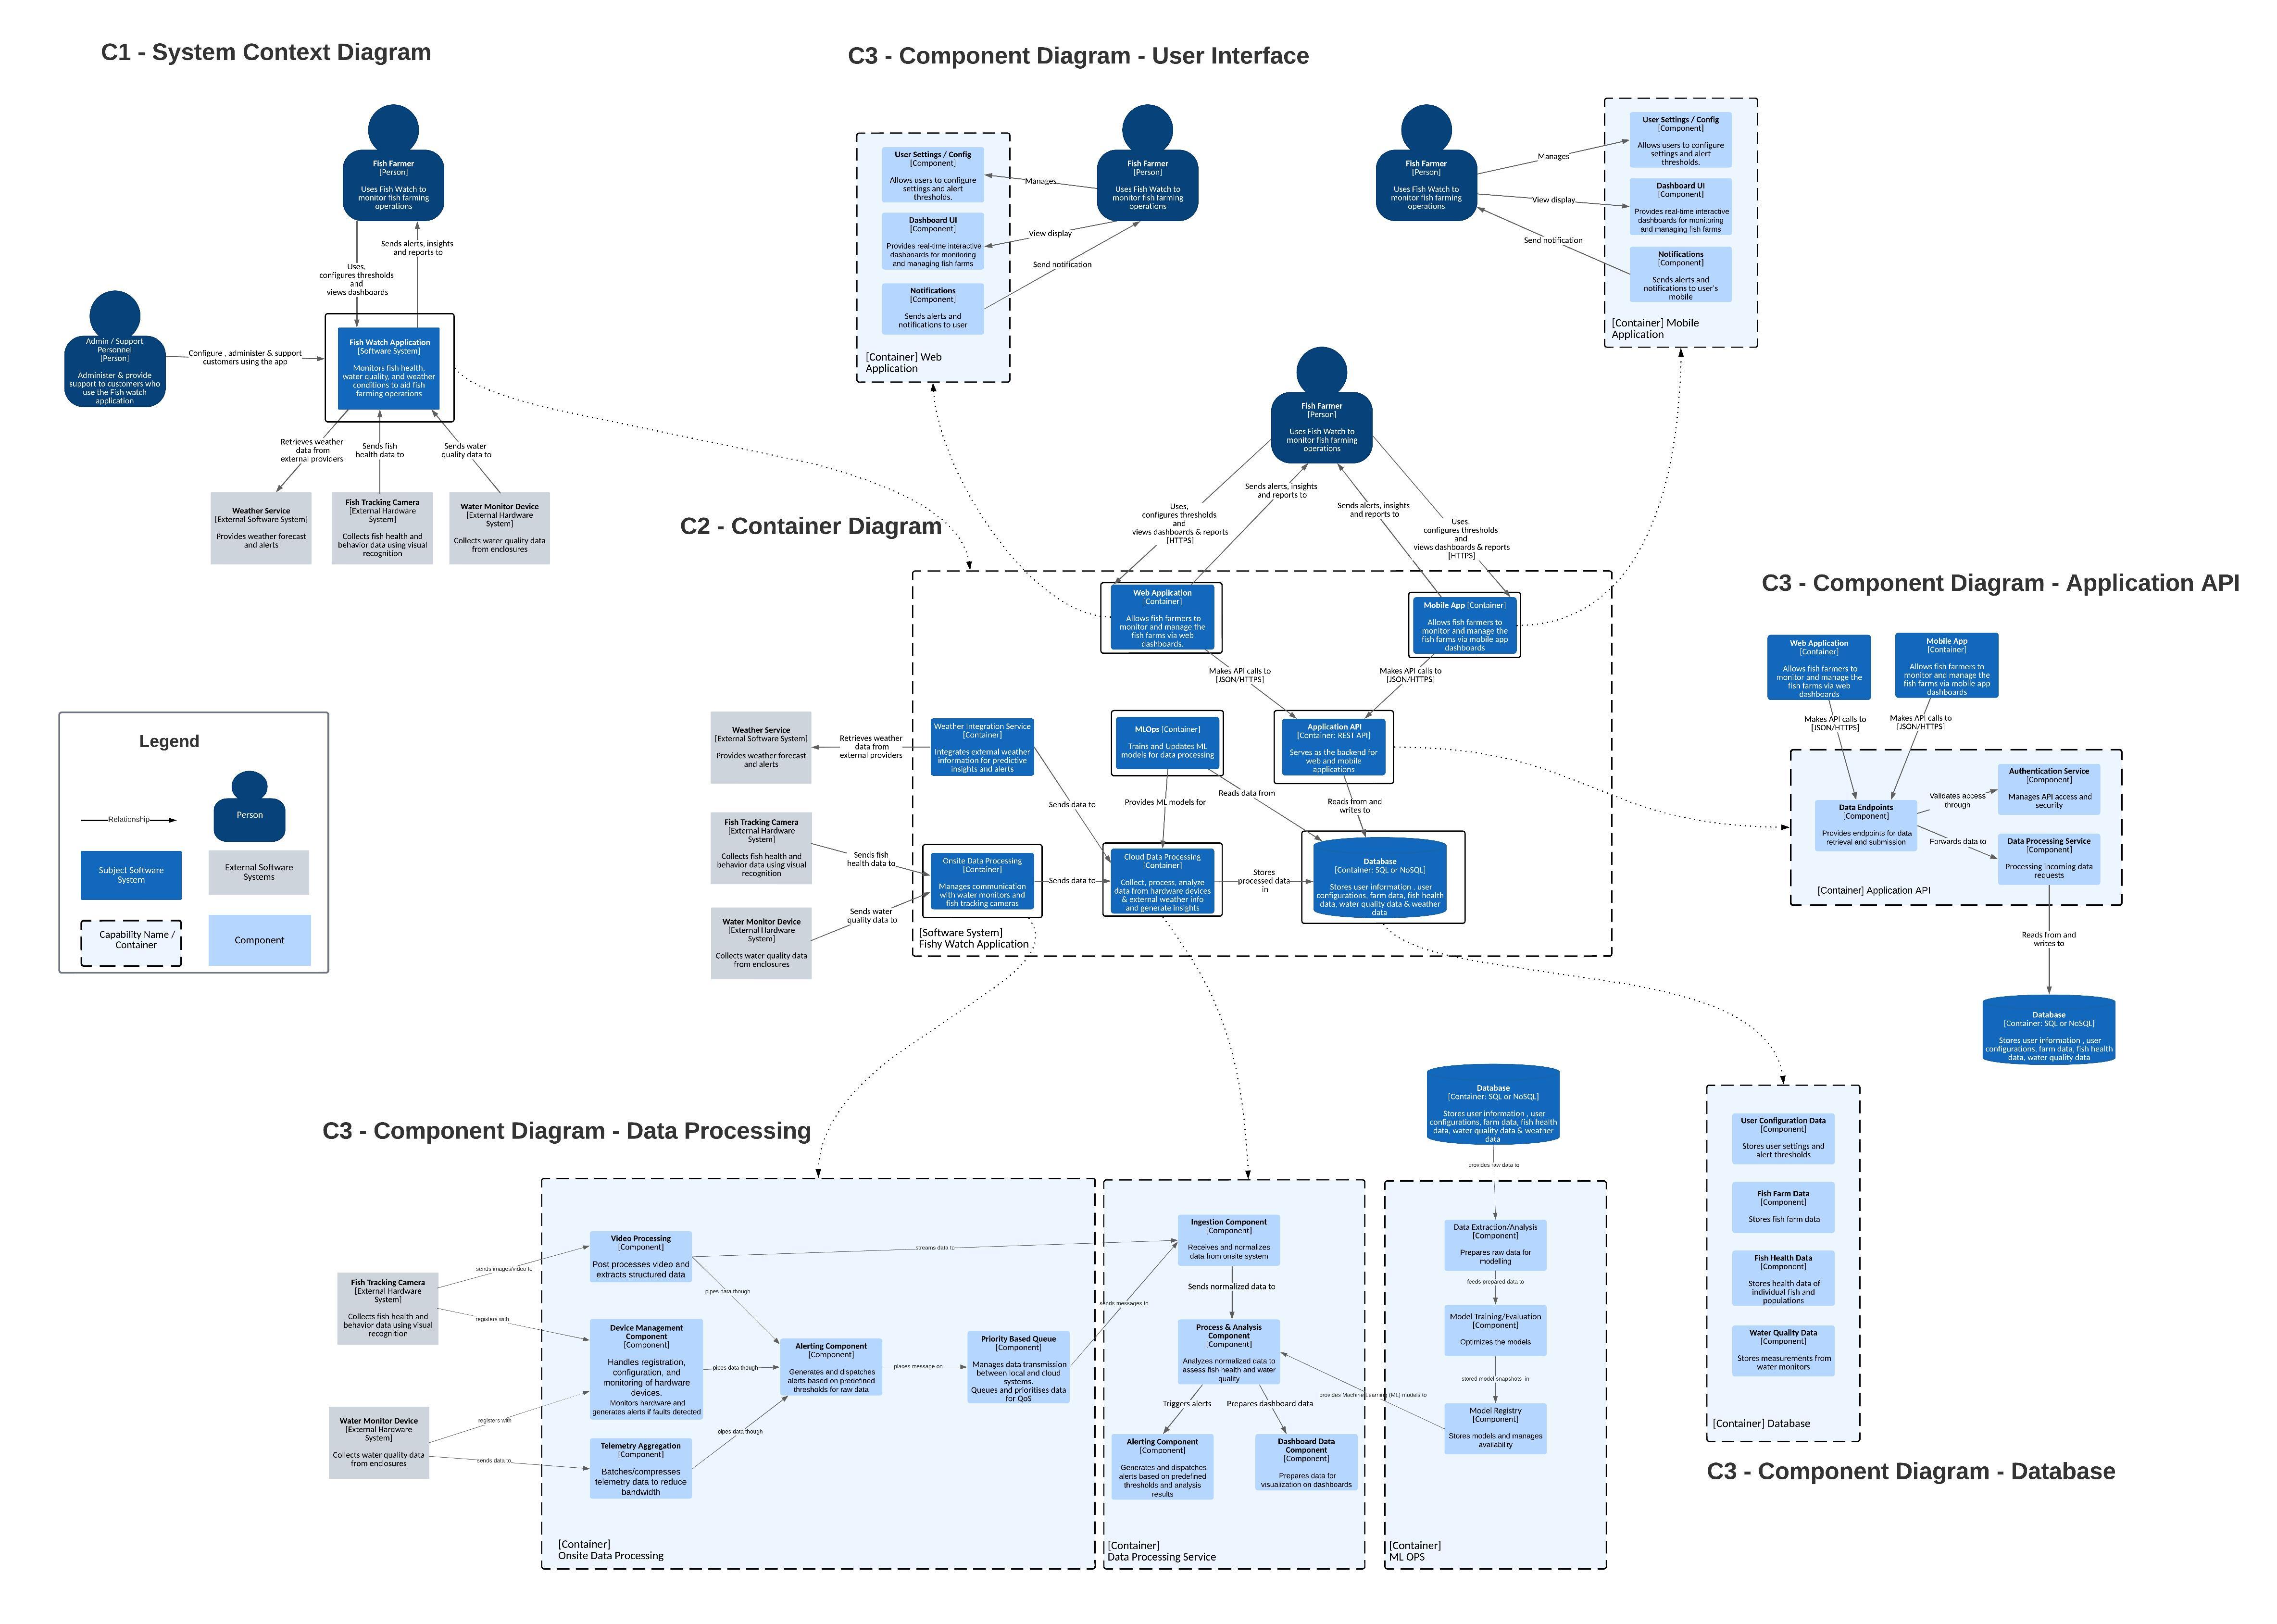 C1 - System Context Diagram
Fish Farmer
[Person]
Uses Fish Watch to
monitor fish farming
operations
Sends alerts, insights
and reports to
Uses,
configures thresholds
and
views dashboards
Admin / Support
Personnel
[Person]
Administer & provide
support to customers who
use the Fish watch
application
Configure , administer & support
customers using the app
Fish Watch Application
[Software System]
Monitors fish health,
water quality, and weather
conditions to aid fish
farming operations
Retrieves weather
data from
external providers
Sends fish
health data to
Sends water
quality data to
Weather Service
[External Software System]
Provides weather forecast
and alerts
Fish Tracking Camera
[External Hardware
System]
Collects fish health and
behavior data using visual
recognition
Water Monitor Device
[External Hardware
System]
Collects water quality data
from enclosures
C3 - Component Diagram - User Interface
User Settings / Config
[Component]
Allows users to configure
settings and alert
thresholds.
Dashboard UI
[Component]
Provides real-time interactive
dashboards for monitoring
and managing fish farms
Notifications
[Component]
Sends alerts and
notifications to user
[Container] Web
Application
Manages
View display
Send notification
Fish Farmer
[Person]
Uses Fish Watch to
monitor fish farming
operations
Fish Farmer
[Person]
Uses Fish Watch to
monitor fish farming
operations
Manages
View display
Send notification
User Settings / Config
[Component]
Allows users to configure
settings and alert
thresholds.
Dashboard UI
[Component]
Provides real-time interactive
dashboards for monitoring
and managing fish farms
Notifications
[Component]
Sends alerts and
notifications to user's
mobile
[Container] Mobile
Application
C2 - Container Diagram
Fish Farmer
[Person]
Uses Fish Watch to
monitor fish farming
operations
Uses,
configures thresholds
and
views dashboards & reports
[HTTPS]
Sends alerts, insights
and reports to
Sends alerts, insights
and reports to
Uses,
configures thresholds
and
views dashboards & reports
[HTTPS]
Web Application
[Container]
Allows fish farmers to
monitor and manage the
fish farms via web
dashboards.
Mobile App [Container]
Allows fish farmers to
monitor and manage the
fish farms via mobile app
dashboards
Makes API calls to
[JSON/HTTPS]
Makes API calls to
[JSON/HTTPS]
Weather Service
[External Software System]
Provides weather forecast
and alerts
Retrieves weather
data from
external providers
Weather Integration Service
[Container]
Integrates external weather
information for predictive
insights and alerts
MLOps [Container]
Trains and Updates ML
models for data processing
Application API
[Container: REST API]
Serves as the backend for
web and mobile
applications
Sends data to
Provides ML models for
Reads data from
Reads from and
writes to
Fish Tracking Camera
[External Hardware
System]
Collects fish health and
behavior data using visual
recognition
Sends fish
health data to
Water Monitor Device
[External Hardware
System]
Collects water quality data
from enclosures
Sends water
quality data to
Onsite Data Processing
[Container]
Manages communication
with water monitors and
fish tracking cameras
Sends data to
Cloud Data Processing
[Container]
Collect, process, analyze
data from hardware devices
& external weather info
and generate insights
Stores
processed data
in
Database
[Container: SQL or NoSQL]
Stores user information , user
configurations, farm data, fish health
data, water quality data & weather
data
[Software System]
Fishy Watch Application
C3 - Component Diagram - Application API
Web Application
[Container]
Allows fish farmers to
monitor and manage the
fish farms via web
dashboards
Mobile App
[Container]
Allows fish farmers to
monitor and manage the
fish farms via mobile app
dashboards
Makes API calls to
[JSON/HTTPS]
Makes API calls to
[JSON/HTTPS]
Data Endpoints
[Component]
Provides endpoints for data
retrieval and submission
Validates access
through
Forwards data to
Authentication Service
[Component]
Manages API access and
security
Data Processing Service
[Component]
Processing incoming data
requests
[Container] Application API
Reads from and
writes to
Database
[Container: SQL or NoSQL]
Stores user information , user
configurations, farm data, fish health
data, water quality data
Legend
Relationship
Person
Subject Software
System
External Software
Systems
Capability Name /
Container
Component
C3 - Component Diagram - Data Processing
Fish Tracking Camera
[External Hardware
System]
Collects fish health and
behavior data using visual
recognition
Water Monitor Device
[External Hardware
System]
Collects water quality data
from enclosures
sends images/video to
registers with
registers with
sends data to
Video Processing
[Component]
Post processes video and
extracts structured data
Device Management
Component
[Component]
Handles registration,
configuration, and
monitoring of hardware
devices.
Monitors hardware and
generates alerts if faults detected
Telemetry Aggregation
[Component]
Batches/compresses
telemetry data to reduce
bandwidth
streams data to
pipes data though
pipes data though
pipes data though
Alerting Component
[Component]
Generates and dispatches
alerts based on predefined
thresholds for raw data
places message on
Priority Based Queue
[Component]
Manages data transmission
between local and cloud
systems.
Queues and prioritises data
for QoS
sends messages to
[Container]
Onsite Data Processing
Ingestion Component
[Component]
Receives and normalizes
data from onsite system
Sends normalized data to
Process & Analysis
Component
[Component]
Analyzes normalized data to
assess fish health and water
quality
Triggers alerts
Prepares dashboard data
Alerting Component
[Component]
Generates and dispatches
alerts based on predefined
thresholds and analysis
results
Dashboard Data
Component
[Component]
Prepares data for
visualization on dashboards
[Container]
Data Processing Service
Database
[Container: SQL or NoSQL]
Stores user information , user
configurations, farm data, fish health
data, water quality data & weather
data
provides raw data to
Data Extraction/Analysis
[Component]
Prepares raw data for
modelling
feeds prepared data to
Model Training/Evaluation
[Component]
Optimizes the models
stored model snapshots in
Model Registry
[Component]
Stores models and manages
availability
provides Machine Learning (ML) models to
[Container]
ML OPS
User Configuration Data
[Component]
Stores user settings and
alert thresholds
Fish Farm Data
[Component]
Stores fish farm data
Fish Health Data
[Component]
Stores health data of
individual fish and
populations
Water Quality Data
[Component]
Stores measurements from
water monitors
[Container] Database
C3 - Component Diagram - Database